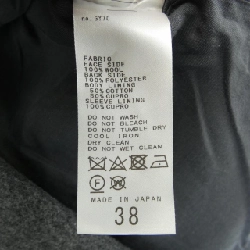 FABRIC
FACE SIDE
100%WOOL
BACK SIDE
100%POLYESTER
BODY LINING
50%COTTON
50%CUPRO
SLEEVE LINING
100%CUPRO
DO NOT WASH
DO NOT BLEACH
DO NOT TUMBLE DRY
COOL IRON
DRY CLEAN
DO NOT WET CLEAN
MADE IN JAPAN
38